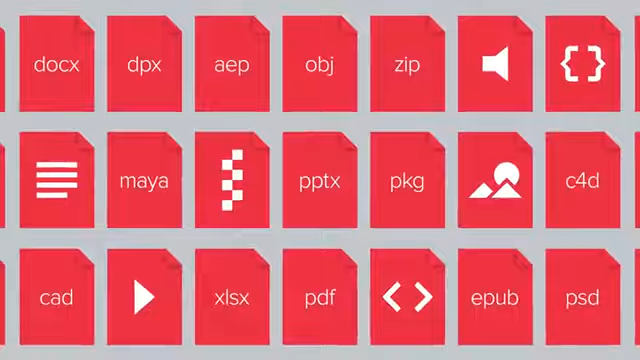 docx dpx aep obj zip { }
maya pptx pkg c4d
cad xlsx pdf < > epub psd